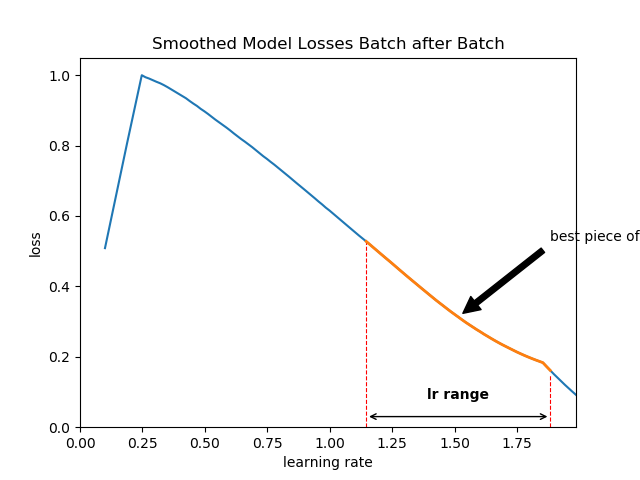 Smoothed Model Losses Batch after Batch
1.0
0.8
0.6
0.4
0.2
0.0
loss
best piece of
lr range
0.00 0.25 0.50 0.75 1.00 1.25 1.50 1.75
learning rate